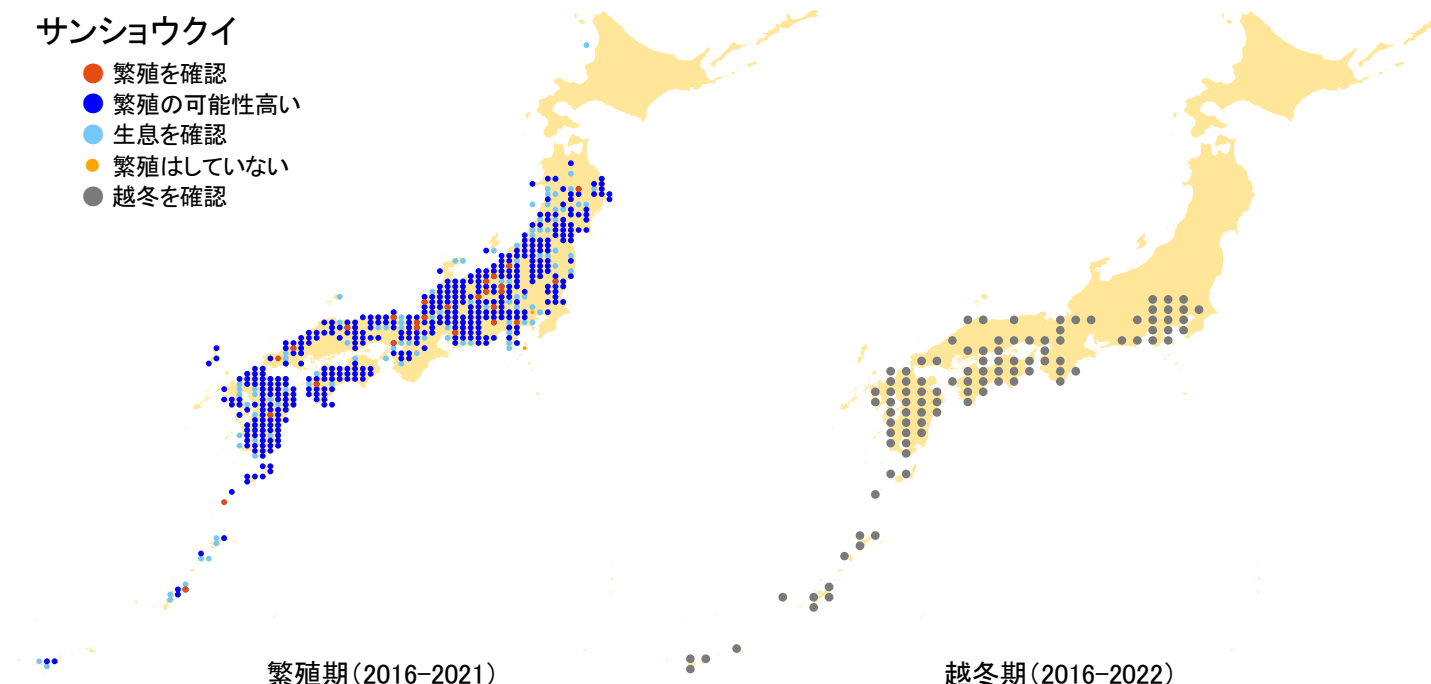 サンショウクイ
繁殖を確認
繁殖の可能性高い
生息を確認
繁殖はしていない
越冬を確認
繁殖期(2016-2021)
越冬期(2016-2022)